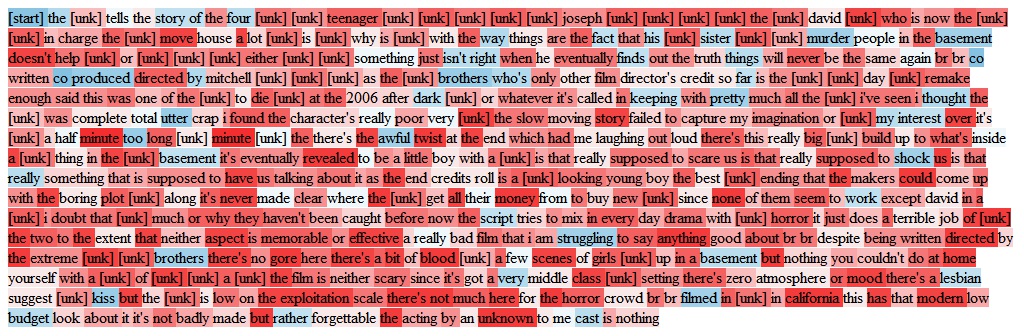 [start] the [unk] tells the story of the four [unk] [unk] teenager [unk] [unk] [unk] [unk] [unk] joseph [unk] [unk] [unk] [unk] the [unk] david [unk] who is now the [unk]
[unk] in charge the [unk] move house a lot [unk] is [unk] why is [unk] with the way things are the fact that his [unk] sister [unk] [unk] murder people in the basement
doesn't help [unk] or [unk] [unk] [unk] either [unk] [unk] something just isn't right when he eventually finds out the truth things will never be the same again br br co
written co produced directed by mitchell [unk] [unk] [unk] as the [unk] brothers who's only other film director's credit so far is the [unk] [unk] day [unk] remake
enough said this was one of the [unk] to die [unk] at the 2006 after dark [unk] or whatever it's called in keeping with pretty much all the [unk] i've seen i thought the
[unk] was complete total utter crap i found the character's really poor very [unk] the slow moving story failed to capture my imagination or [unk] my interest over it's
[unk] a half minute too long [unk] minute [unk] the there's the awful twist at the end which had me laughing out loud there's this really big [unk] build up to what's inside
a [unk] thing in the [unk] basement it's eventually revealed to be a little boy with a [unk] is that really supposed to scare us is that really supposed to shock us is that
really something that is supposed to have us talking about it as the end credits roll is a [unk] looking young boy the best [unk] ending that the makers could come up
with the boring plot [unk] along it's never made clear where the [unk] get all their money from to buy new [unk] since none of them seem to work except david in a
[unk] i doubt that [unk] much or why they haven't been caught before now the script tries to mix in every day drama with [unk] horror it just does a terrible job of [unk]
the two to the extent that neither aspect is memorable or effective a really bad film that i am struggling to say anything good about br br despite being written directed by
the extreme [unk] [unk] brothers there's no gore here there's a bit of blood [unk] a few scenes of girls [unk] up in a basement but nothing you couldn't do at home
yourself with a [unk] of [unk] [unk] a [unk] the film is neither scary since it's got a very middle class [unk] setting there's zero atmosphere or mood there's a lesbian
suggest [unk] kiss but the [unk] is low on the exploitation scale there's not much here for the horror crowd br br filmed in [unk] in california this has that modern low
budget look about it it's not badly made but rather forgettable the acting by an unknown to me cast is nothing